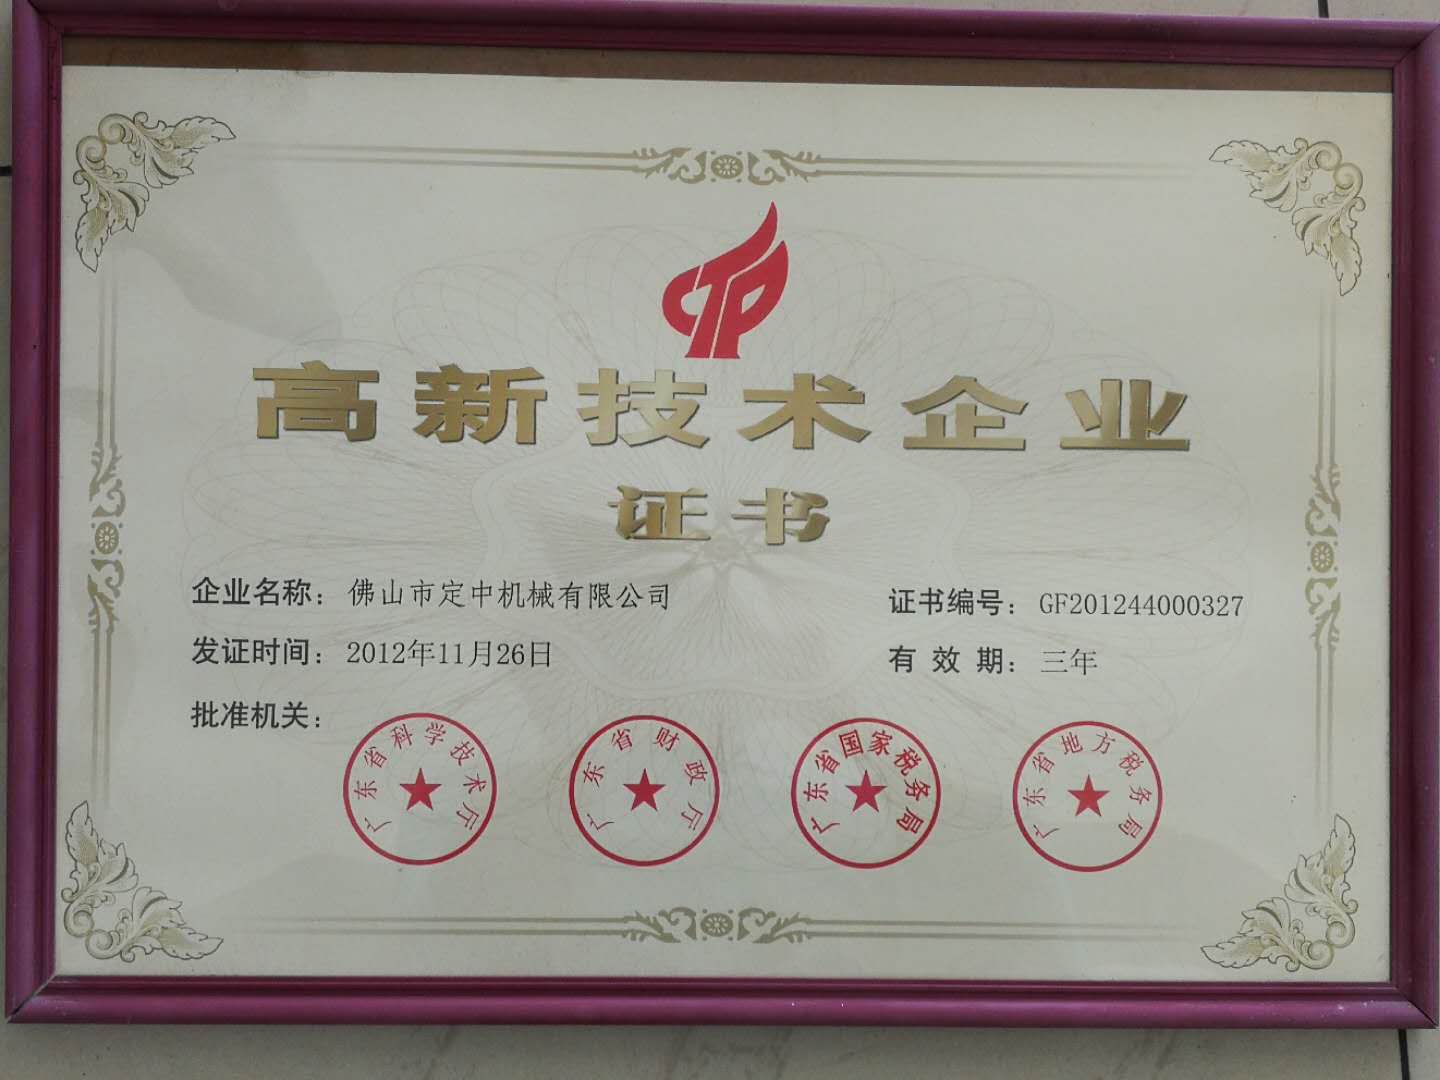 CTP
高新技术企业
证书
企业名称：佛山市定中机械有限公司
证书编号：GF201244000327
发证时间：2012年11月26日
有效期：三年
批准机关：
广东省科学技术厅
广东省财政厅
广东省国家税务局
广东省地方税务局